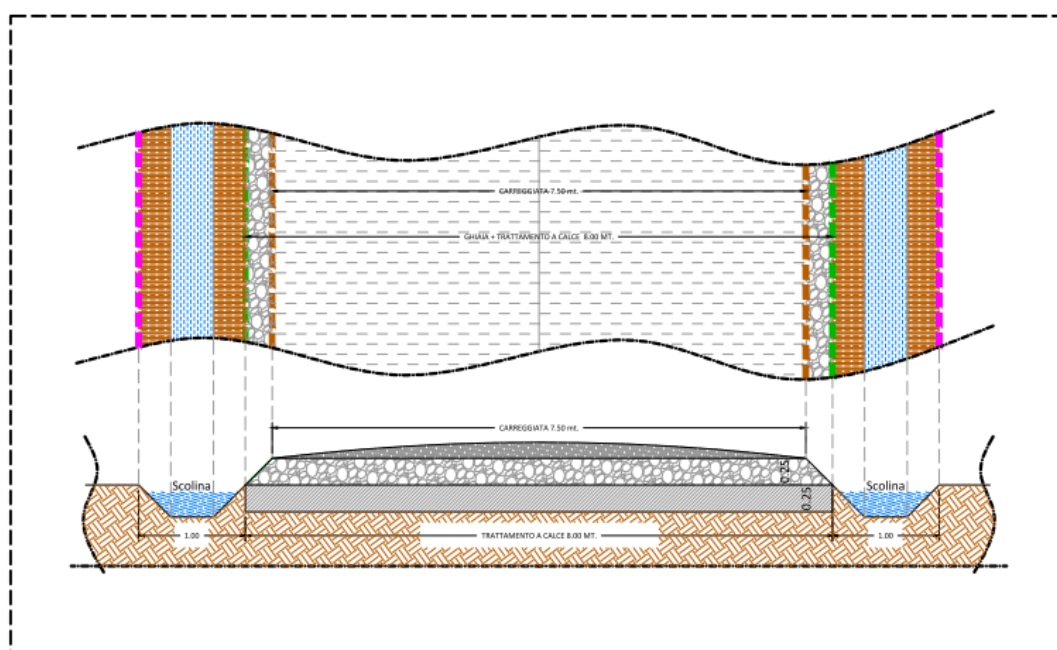 CARREGGIATA 7.50 mt.
GHIAIA + TRATTAMENTO A CALCE 8.00 MT.
CARREGGIATA 7.50 mt.
0.25
Scolina
0.25
Scolina
1.00
TRATTAMENTO A CALCE 8.00 MT.
1.00